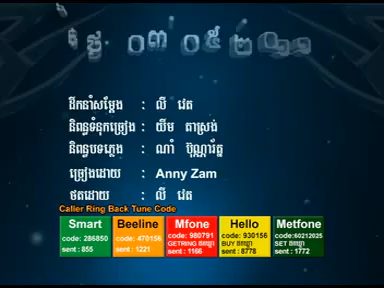 ថ្ងៃ ០៣ ០៥ ២០១១
ដឹកនាំសម្តែង : លី វេត
និពន្ធទំនុកច្រៀង : ឃឹម តាស្រង់
និពន្ធបទភ្លេង : ណាំ ប៊ុណ្ណារ័ត្ន
ច្រៀងដោយ : Anny Zam
ថតដោយ : លី វេត
Caller Ring Back Tune Code
Smart Beeline Mfone Hello Metfone
code: 286850 code: 470156 code: 980791 code: 930156 code:60212025
GETRING BUY SET
sent : 855 sent : 1221 sent : 1166 sent : 8778 sent : 1772